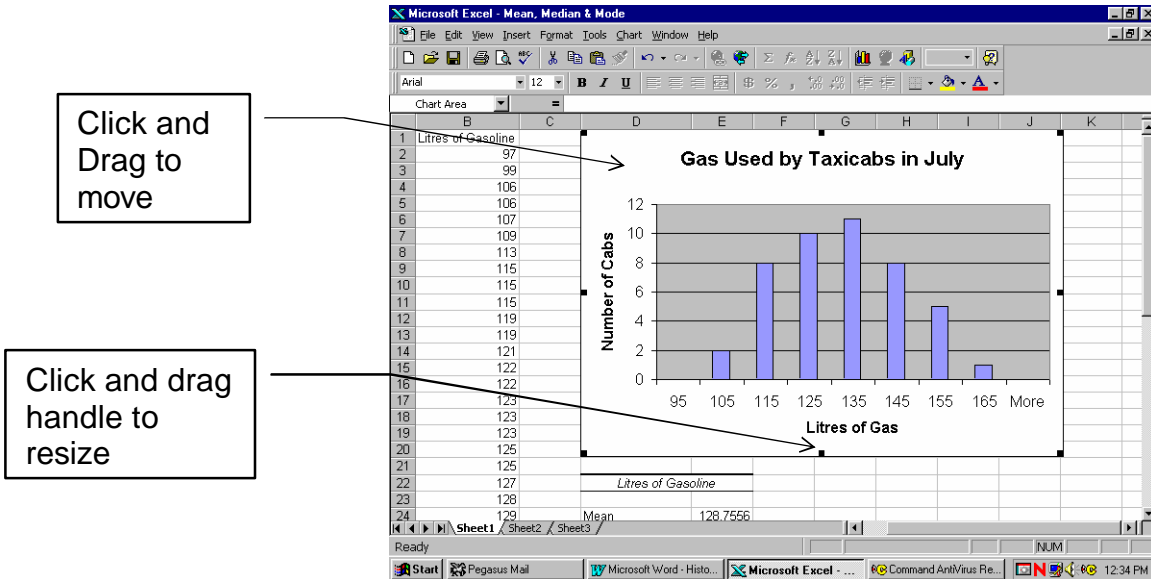 Microsoft Excel - Mean, Median & Mode
File Edit View Insert Format Tools Chart Window Help
Arial 12 B I U $ % ,
Chart Area =
B C D E F G H I J K
1 Litres of Gasoline
2 97
3 99
4 106
5 106
6 107
7 109
8 113
9 115
10 115
11 115
12 119
13 119
14 121
15 122
16 122
17 123
18 123
19 123
20 125
21 125
22 127 Litres of Gasoline
23 128
24 129 Mean 128.7556
Gas Used by Taxicabs in July
Number of Cabs
12
10
8
6
4
2
0
95 105 115 125 135 145 155 165 More
Litres of Gas
Click and
Drag to
move
Click and drag
handle to
resize
Sheet1 Sheet2 Sheet3
Ready NUM
Start Pegasus Mail Microsoft Word - Histo... Microsoft Excel - ... Command AntiVirus Re... 12:34 PM